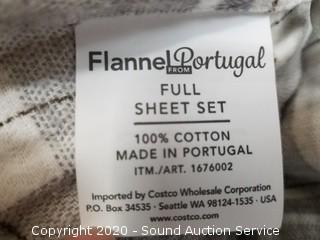 Flannel FROM Portugal
FULL
SHEET SET
100% COTTON
MADE IN PORTUGAL
ITM./ART. 1676002
Imported by Costco Wholesale Corporation
P.O. Box 34535 · Seattle WA 98124-1535 · USA
www.costco.com
Copyright 2020 - Sound Auction Service